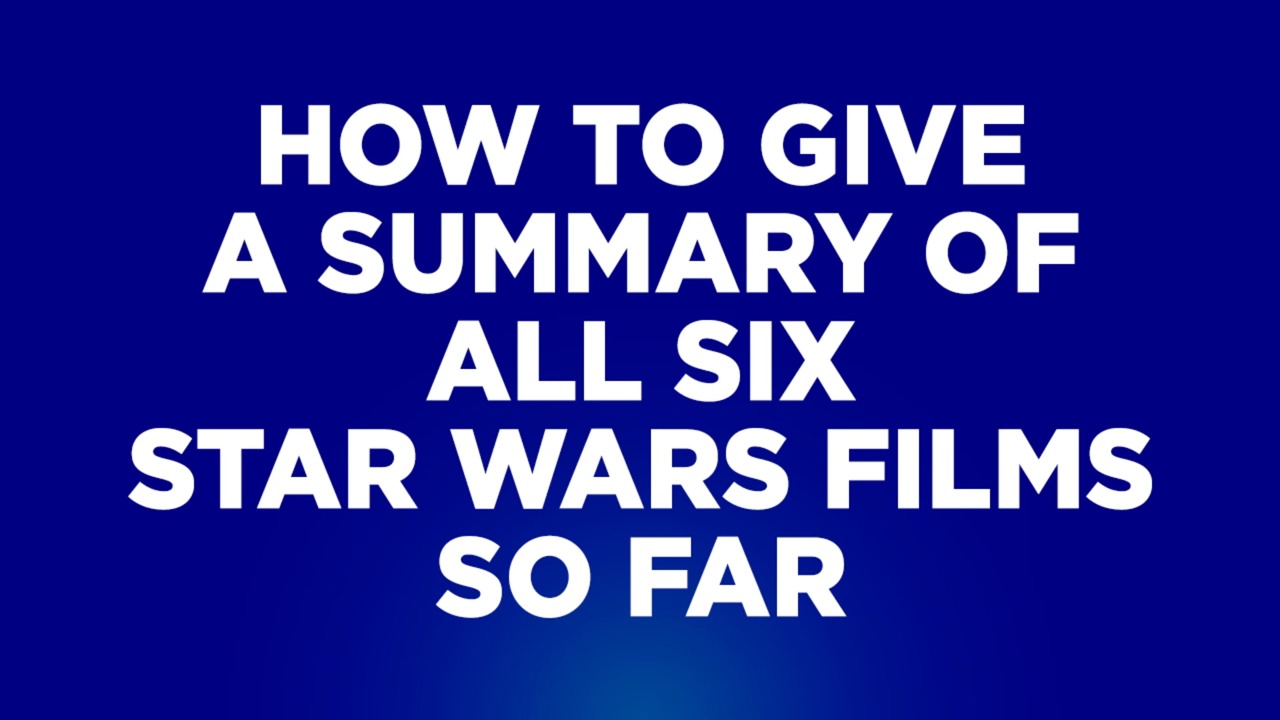 HOW TO GIVE
A SUMMARY OF
ALL SIX
STAR WARS FILMS
SO FAR